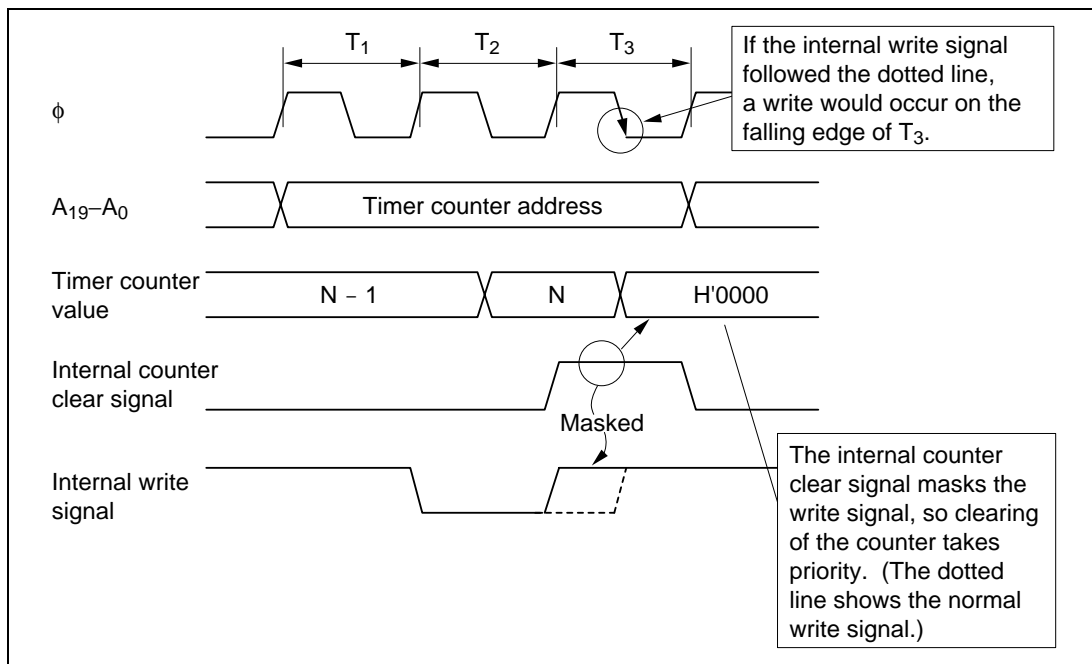 T1
T2
T3
If the internal write signal
followed the dotted line,
a write would occur on the
falling edge of T3.
φ
A19–A0
Timer counter address
Timer counter
value
N – 1
N
H'0000
Internal counter
clear signal
Masked
Internal write
signal
The internal counter
clear signal masks the
write signal, so clearing
of the counter takes
priority. (The dotted
line shows the normal
write signal.)